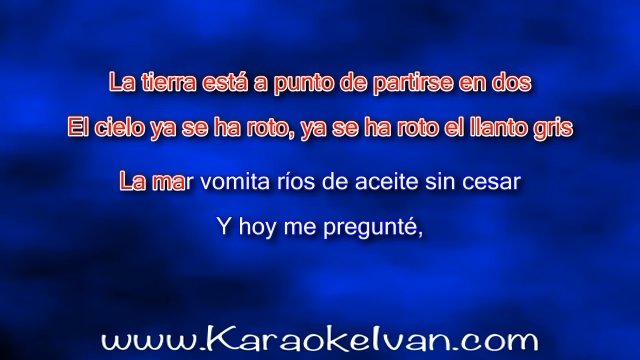 La tierra está a punto de partirse en dos
El cielo ya se ha roto, ya se ha roto el llanto gris
La mar vomita ríos de aceite sin cesar
Y hoy me pregunté,
www.KaraokeIvan.com